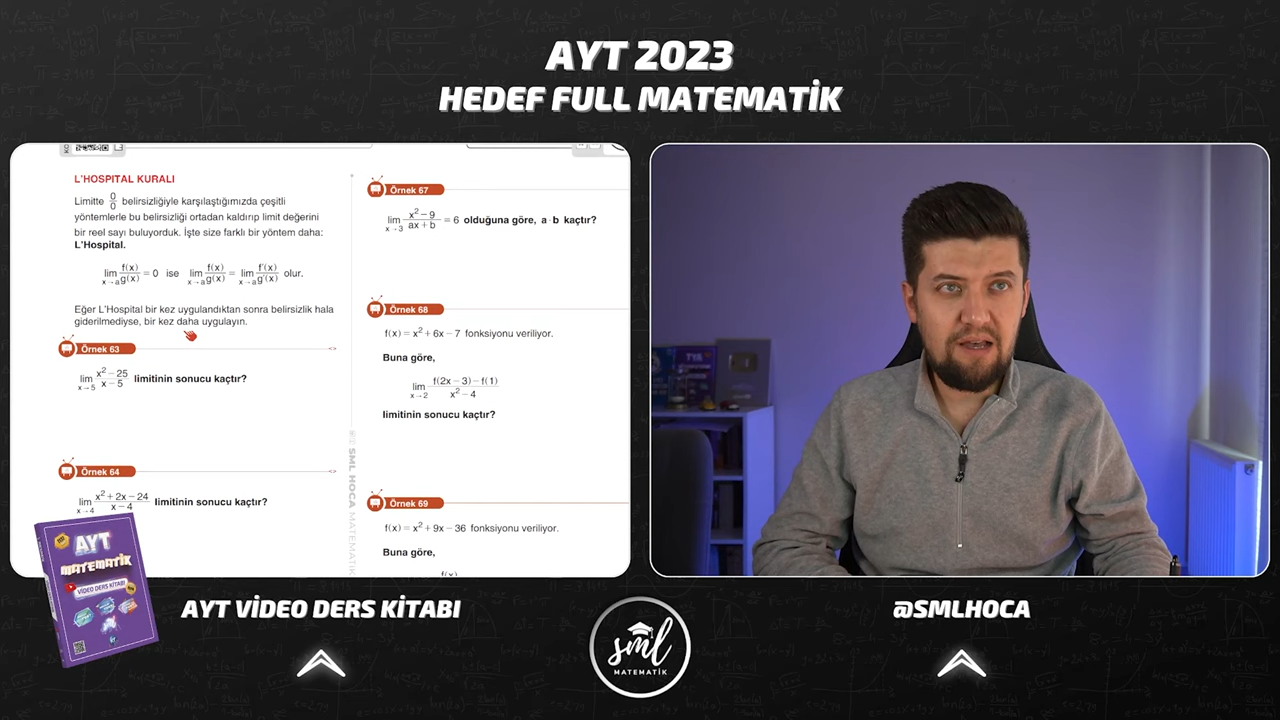 AYT 2023
HEDEF FULL MATEMATİK
L'HOSPITAL KURALI
Limitte 0/0 belirsizliğiyle karşılaştığımızda çeşitli
yöntemlerle bu belirsizliği ortadan kaldırıp limit değerini
bir reel sayı buluyorduk. İşte size farklı bir yöntem daha:
L'Hospital.
lim x→a f(x)/g(x) = 0 ise lim x→a f(x)/g(x) = lim x→a f'(x)/g'(x) olur.
Eğer L'Hospital bir kez uygulandıktan sonra belirsizlik hala
giderilmediyse, bir kez daha uygulayın.
Örnek 63
lim x→5 x²−25/x−5 limitinin sonucu kaçtır?
Örnek 64
lim x→4 x²+2x−24/x−4 limitinin sonucu kaçtır?
SML HOCA MATEMATİK
Örnek 67
lim x→3 x²−9/ax+b = 6 olduğuna göre, a·b kaçtır?
Örnek 68
f(x) = x²+6x−7 fonksiyonu veriliyor.
Buna göre,
lim x→2 f(2x−3)−f(1)/x²−4
limitinin sonucu kaçtır?
Örnek 69
f(x) = x²+9x−36 fonksiyonu veriliyor.
Buna göre,
f(x)
AYT
MATEMATİK
VİDEO DERS KİTABI
AYT VİDEO DERS KİTABI
sml
MATEMATİK
@SMLHOCA